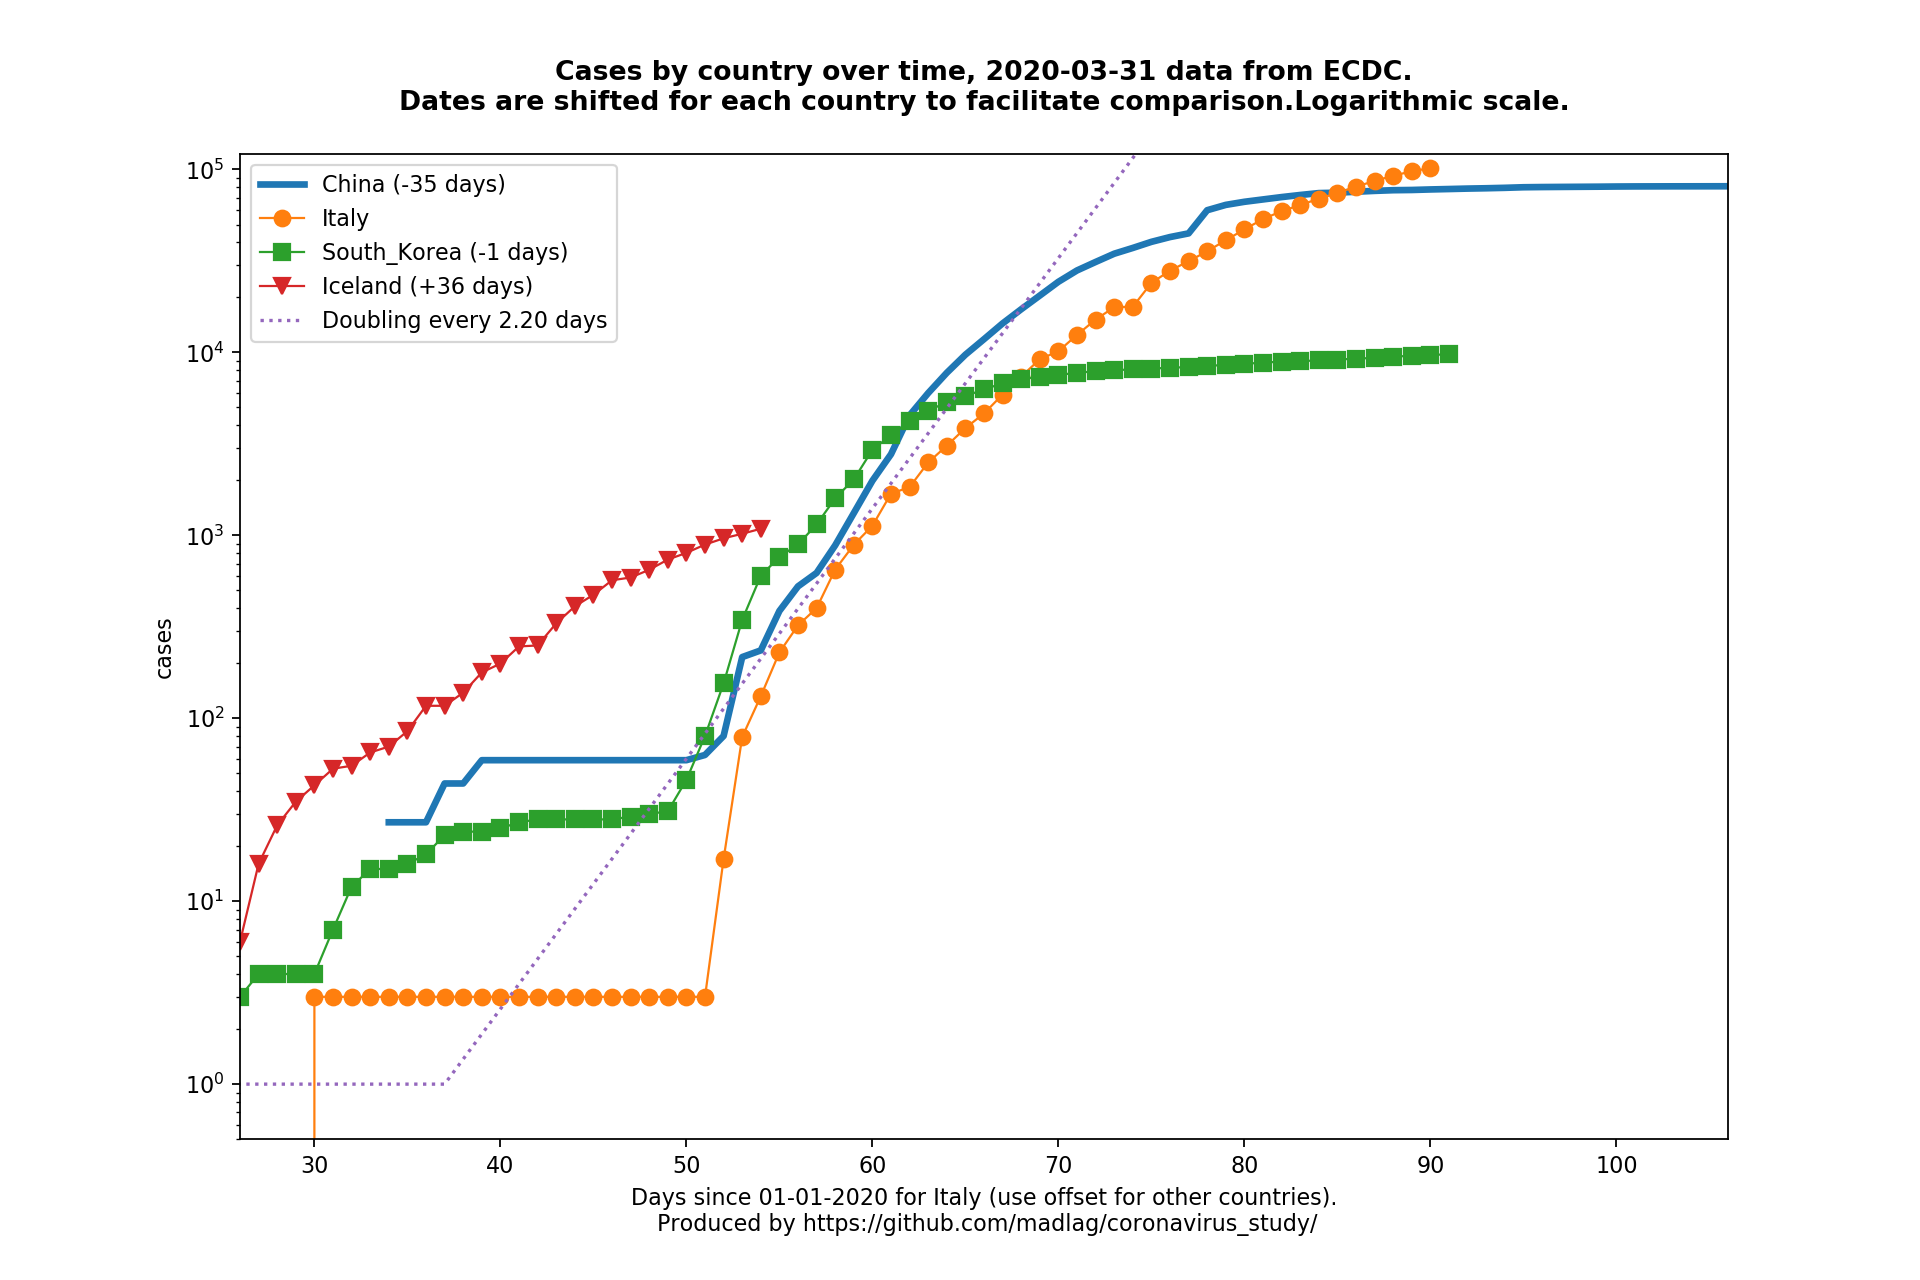 Cases by country over time, 2020-03-31 data from ECDC.
Dates are shifted for each country to facilitate comparison.Logarithmic scale.
10^5
10^4
10^3
10^2
10^1
10^0
cases
China (-35 days)
Italy
South_Korea (-1 days)
Iceland (+36 days)
Doubling every 2.20 days
30 40 50 60 70 80 90 100
Days since 01-01-2020 for Italy (use offset for other countries).
Produced by https://github.com/madlag/coronavirus_study/